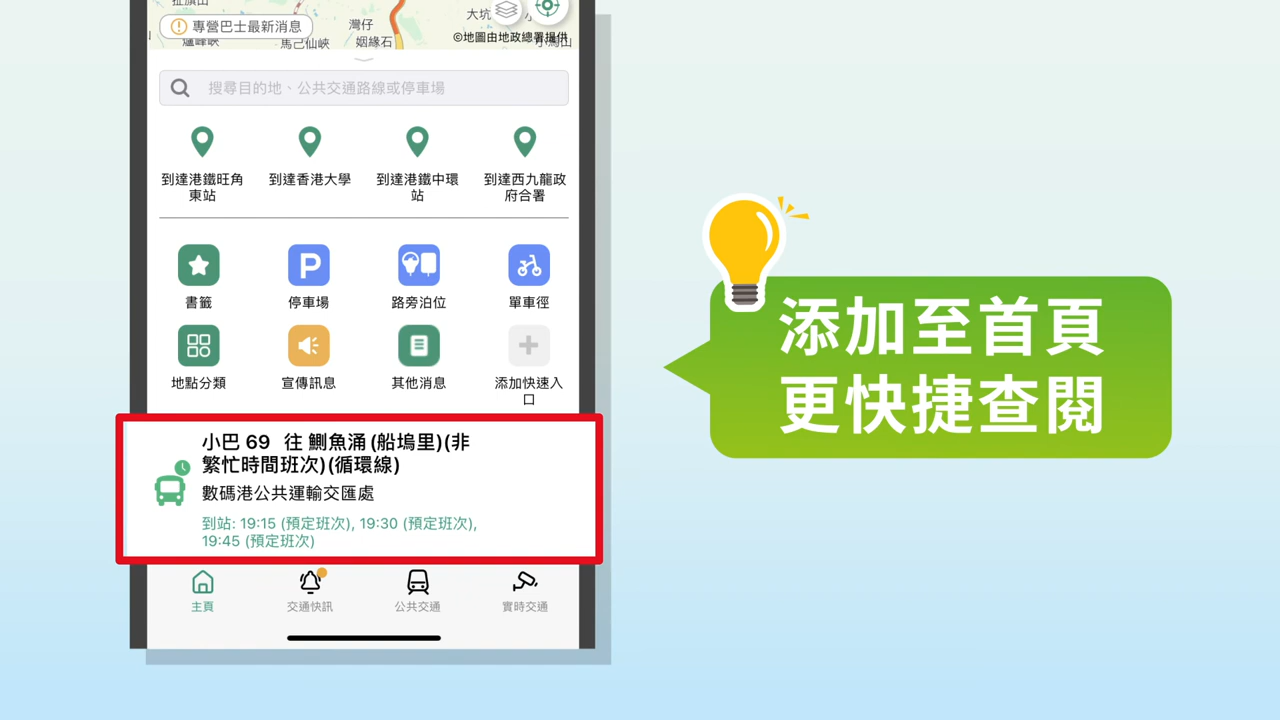 大坑
專營巴士最新消息
灣仔
馬己仙峽
姻緣石
©地圖由地政總署提供
搜尋目的地、公共交通路線或停車場
到達港鐵旺角
東站
到達香港大學
到達港鐵中環
站
到達西九龍政
府合署
書籤
P
停車場
路旁泊位
單車徑
地點分類
宣傳訊息
其他消息
添加快速入
口
小巴 69 往 鰂魚涌 (船塢里)(非
繁忙時間班次)(循環線)
數碼港公共運輸交匯處
到站: 19:15 (預定班次), 19:30 (預定班次),
19:45 (預定班次)
主頁
交通快訊
公共交通
實時交通
添加至首頁
更快捷查閱